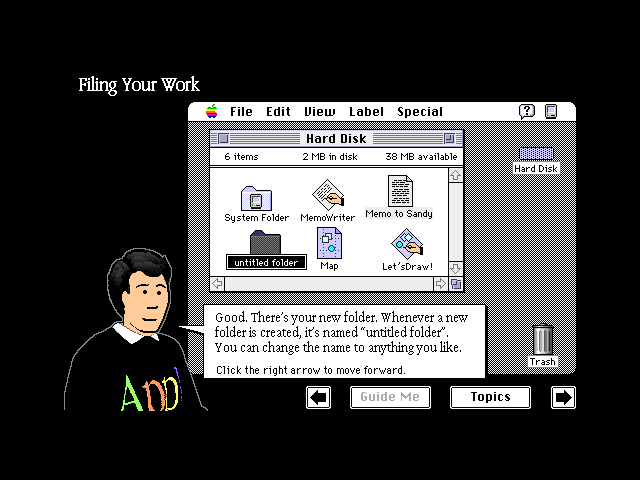 Filing Your Work
File Edit View Label Special
Hard Disk
6 items 2 MB in disk 38 MB available
Hard Disk
System Folder MemoWriter Memo to Sandy
untitled folder Map Let'sDraw!
Good. There's your new folder. Whenever a new
folder is created, it's named “untitled folder”.
You can change the name to anything you like.
Click the right arrow to move forward.
Trash
Appl
Guide Me Topics